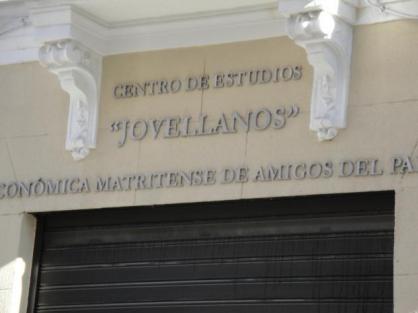 CENTRO DE ESTUDIOS
"JOVELLANOS"
CONÓMICA MATRITENSE DE AMIGOS DEL PA